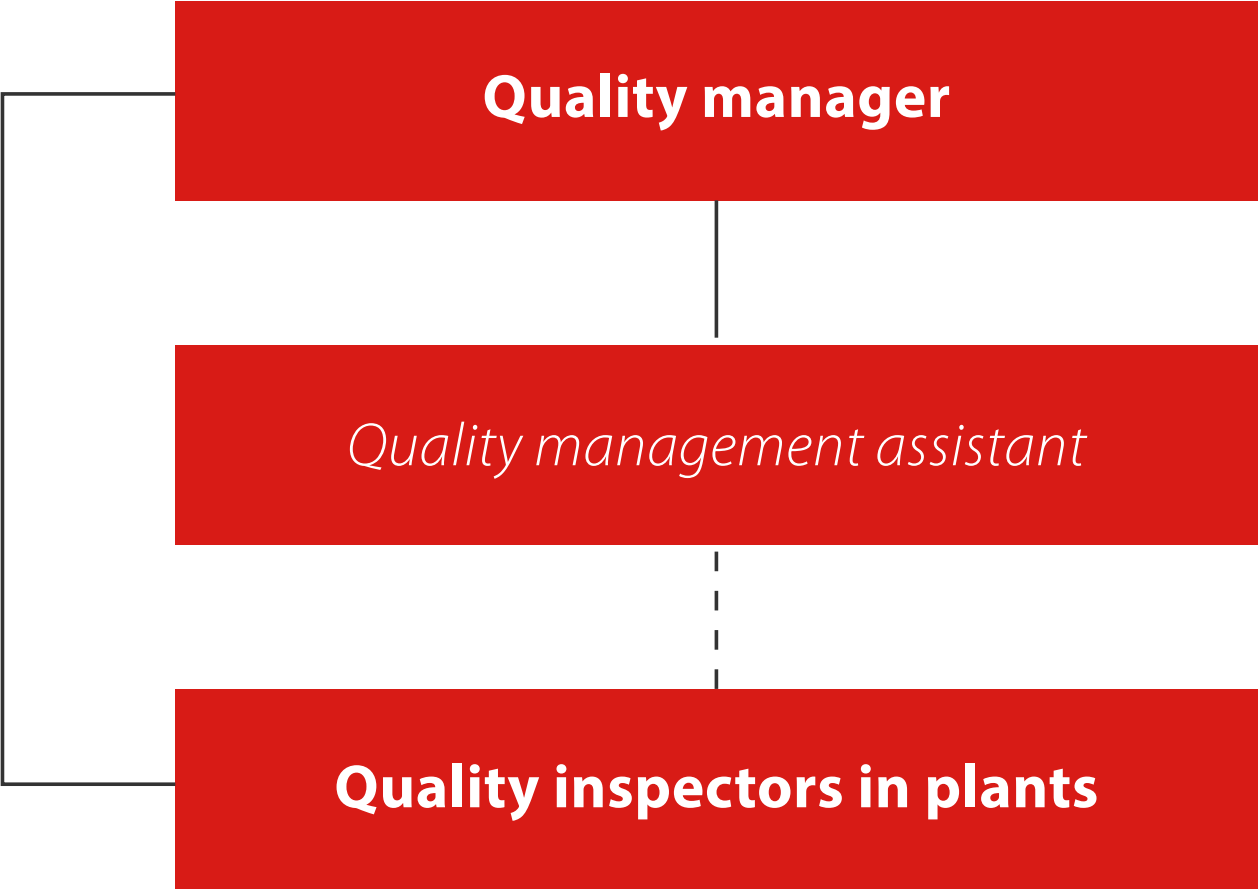 Quality manager
Quality management assistant
Quality inspectors in plants